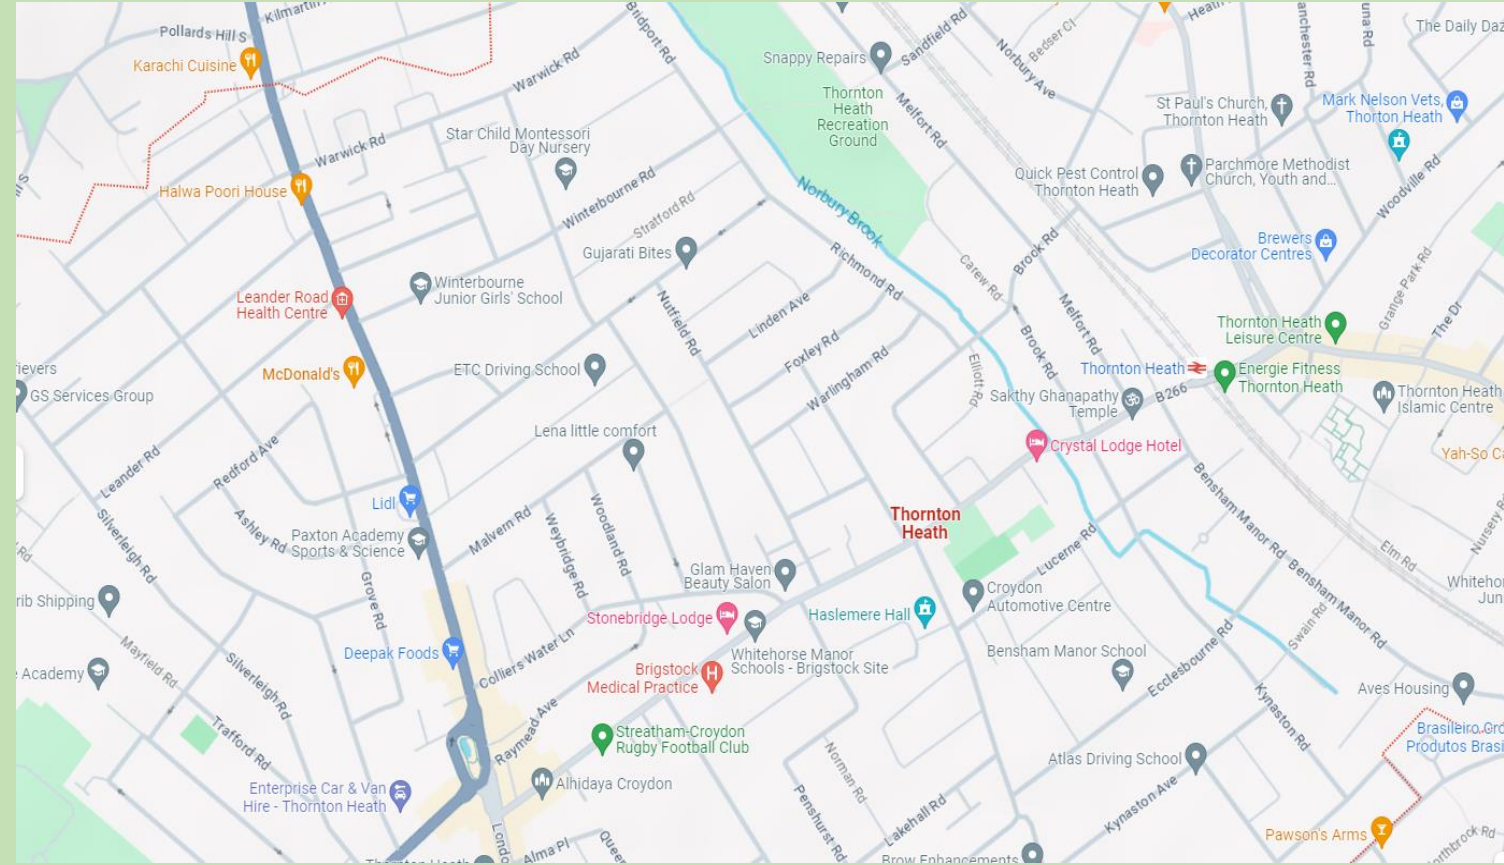 Kilmartin
Pollards Hill S
Karachi Cuisine
Warwick Rd
Bridport Rd
Snappy Repairs
Sandfield Rd
Bedser Cl
Norbury Ave
Heath
The Daily Daz
Thornton
Heath
Recreation
Ground
Melfort Rd
St Paul's Church,
Thornton Heath
Mark Nelson Vets,
Thorton Heath
Warwick Rd
Star Child Montessori
Day Nursery
Halwa Poori House
Winterbourne Rd
Stratford Rd
Norbury Brook
Quick Pest Control
Thornton Heath
Parchmore Methodist
Church, Youth and...
Woodville Rd
Gujarati Bites
Richmond Rd
Brook Rd
Carew Rd
Brewers
Decorator Centres
Grange Park Rd
Winterbourne
Junior Girls' School
Leander Road
Health Centre
Nutfield Rd
Linden Ave
Melfort Rd
Thornton Heath
Leisure Centre
The Dr
Foxley Rd
Brook Rd
Elliott Rd
McDonald's
ETC Driving School
Warlingham Rd
Thornton Heath
Energie Fitness
Thornton Heath
B266
Sakthy Ghanapathy
Temple
Thornton Heath
Islamic Centre
GS Services Group
Lena little comfort
Crystal Lodge Hotel
Leander Rd
Redford Ave
Lidl
Bensham Manor Rd
Silverleigh Rd
Ashley Rd
Paxton Academy
Sports & Science
Malvern Rd
Weybridge Rd
Woodland Rd
Thornton
Heath
Lucerne Rd
Elm Rd
Glam Haven
Beauty Salon
Bensham Manor Rd
Croydon
Automotive Centre
Grove Rd
rib Shipping
Stonebridge Lodge
Haslemere Hall
Swain Rd
Mayfield Rd
Deepak Foods
Colliers Water Ln
Whitehorse Manor
Schools - Brigstock Site
Brigstock
Medical Practice
Bensham Manor School
Ecclesbourne Rd
Academy
Silverleigh Rd
Kynaston Rd
Aves Housing
Trafford Rd
Raymead Ave
Streatham-Croydon
Rugby Football Club
Norman Rd
Atlas Driving School
Produtos Brasi
Enterprise Car & Van
Hire - Thornton Heath
Alhidaya Croydon
Penshurst Rd
Lakehall Rd
Kynaston Ave
Pawson's Arms
Alma Pl
Brow Enhancements